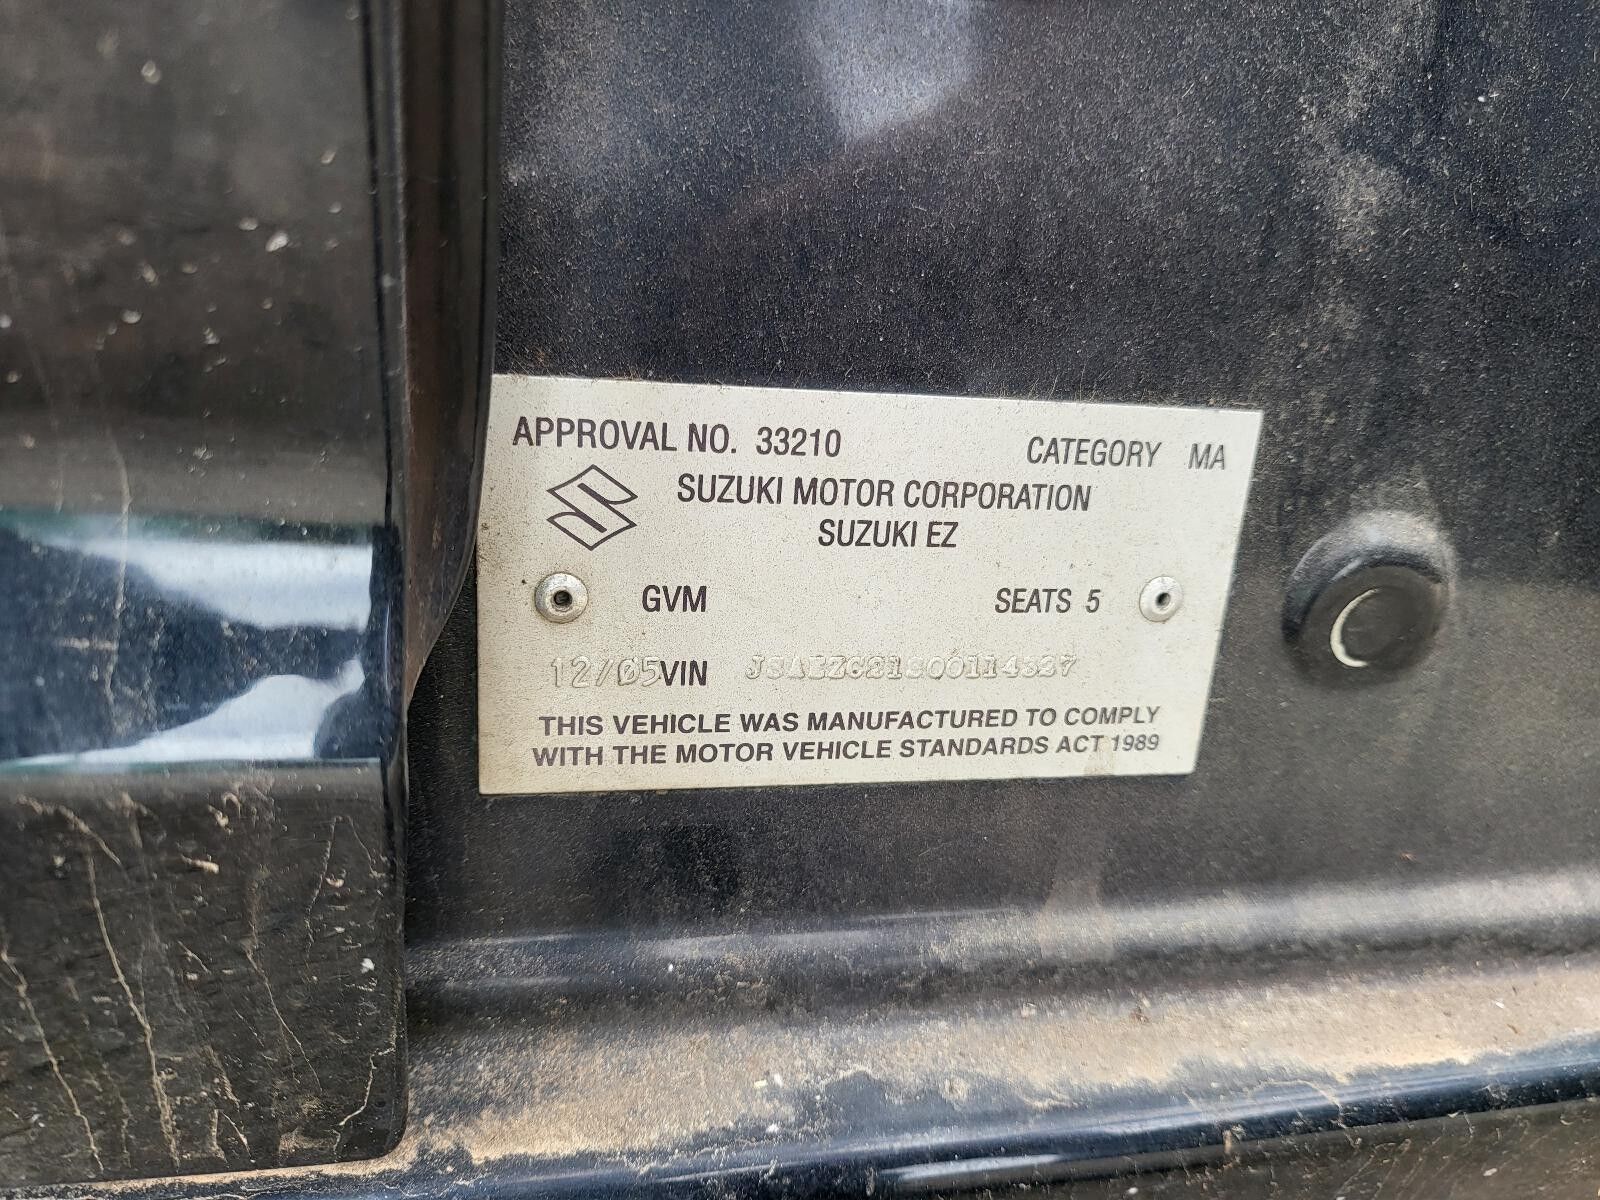 APPROVAL NO. 33210 CATEGORY MA
SUZUKI MOTOR CORPORATION
SUZUKI EZ
GVM SEATS 5
12/05 VIN
THIS VEHICLE WAS MANUFACTURED TO COMPLY
WITH THE MOTOR VEHICLE STANDARDS ACT 1989